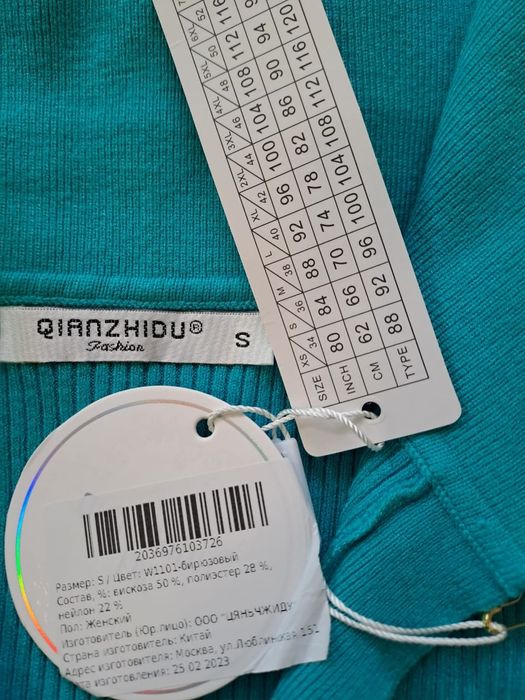 SIZE XS/34 S/36 M/38 L/40 XL/42 2XL/44 3XL/46 4XL/48 5XL/50 6XL/52
INCH 80 84 88 92 96 100 104 108 112 116
CM 62 66 70 74 78 82 86 90 94
TYPE 88 92 96 100 104 108 112 116 120
QIANZHIDU®
Fashion
S
2036976103726
Размер: S / Цвет: W1101-бирюзовый
Состав, %: вискоза 50 %, полиэстер 28 %,
нейлон 22 %
Пол: Женский
Изготовитель (Юр.лицо): ООО "ЦЯНЬЧЖИДУ"
Страна изготовитель: Китай
Адрес изготовителя: Москва, ул.Люблинская 151
та изготовления: 25.02 2023